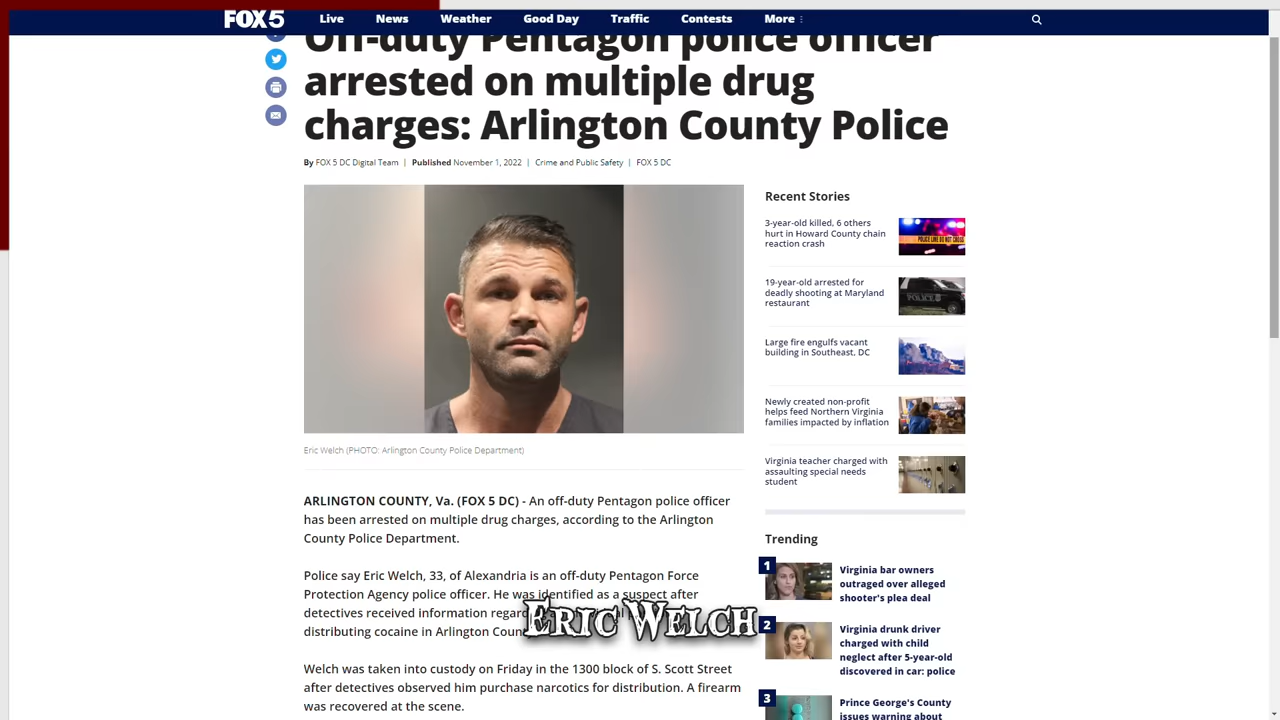 FOX 5
Live
News
Weather
Good Day
Traffic
Contests
More
Off-duty Pentagon police officer
arrested on multiple drug
charges: Arlington County Police
By FOX 5 DC Digital Team | Published November 1, 2022 | Crime and Public Safety | FOX 5 DC
Eric Welch (PHOTO: Arlington County Police Department)
ARLINGTON COUNTY, Va. (FOX 5 DC) - An off-duty Pentagon police officer
has been arrested on multiple drug charges, according to the Arlington
County Police Department.
Police say Eric Welch, 33, of Alexandria is an off-duty Pentagon Force
Protection Agency police officer. He was identified as a suspect after
detectives received information
distributing cocaine in Arlington
ERIC WELCH
Welch was taken into custody on Friday in the 1300 block of S. Scott Street
after detectives observed him purchase narcotics for distribution. A firearm
was recovered at the scene.
Recent Stories
3-year-old killed, 6 others
hurt in Howard County chain
reaction crash
19-year-old arrested for
deadly shooting at Maryland
restaurant
POLICE
Large fire engulfs vacant
building in Southeast, DC
Newly created non-profit
helps feed Northern Virginia
families impacted by inflation
Virginia teacher charged with
assaulting special needs
student
Trending
1
Virginia bar owners
outraged over alleged
shooter's plea deal
2
Virginia drunk driver
charged with child
neglect after 5-year-old
discovered in car: police
3
Prince George's County
issues warning about